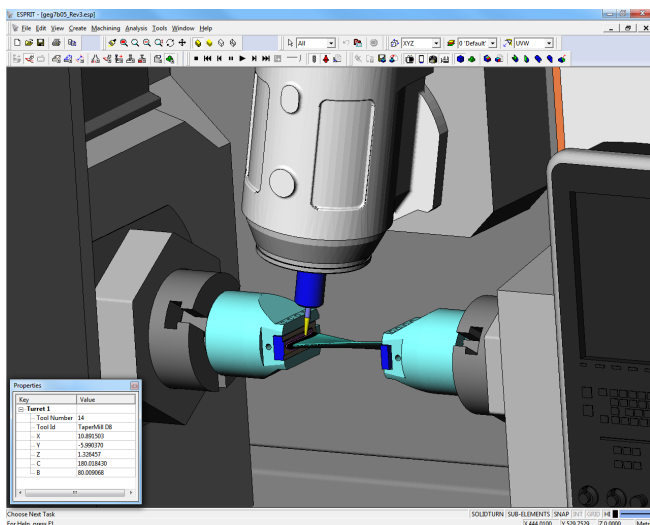 ESPRIT - [geg7b05_Rev3.esp]
File Edit View Create Machining Analysis Tools Window Help
All XYZ 0 'Default' UVW
Properties
Key Value
Turret 1
Tool Number 14
Tool Id TaperMill D8
X 10.891503
Y -5.990370
Z 1.326457
C 180.018430
B 80.009068
Choose Next Task SOLIDTURN SUB-ELEMENTS SNAP INT GRID HI
For Help, press F1 X 444.0100 Y 529.7529 Z 0.0000